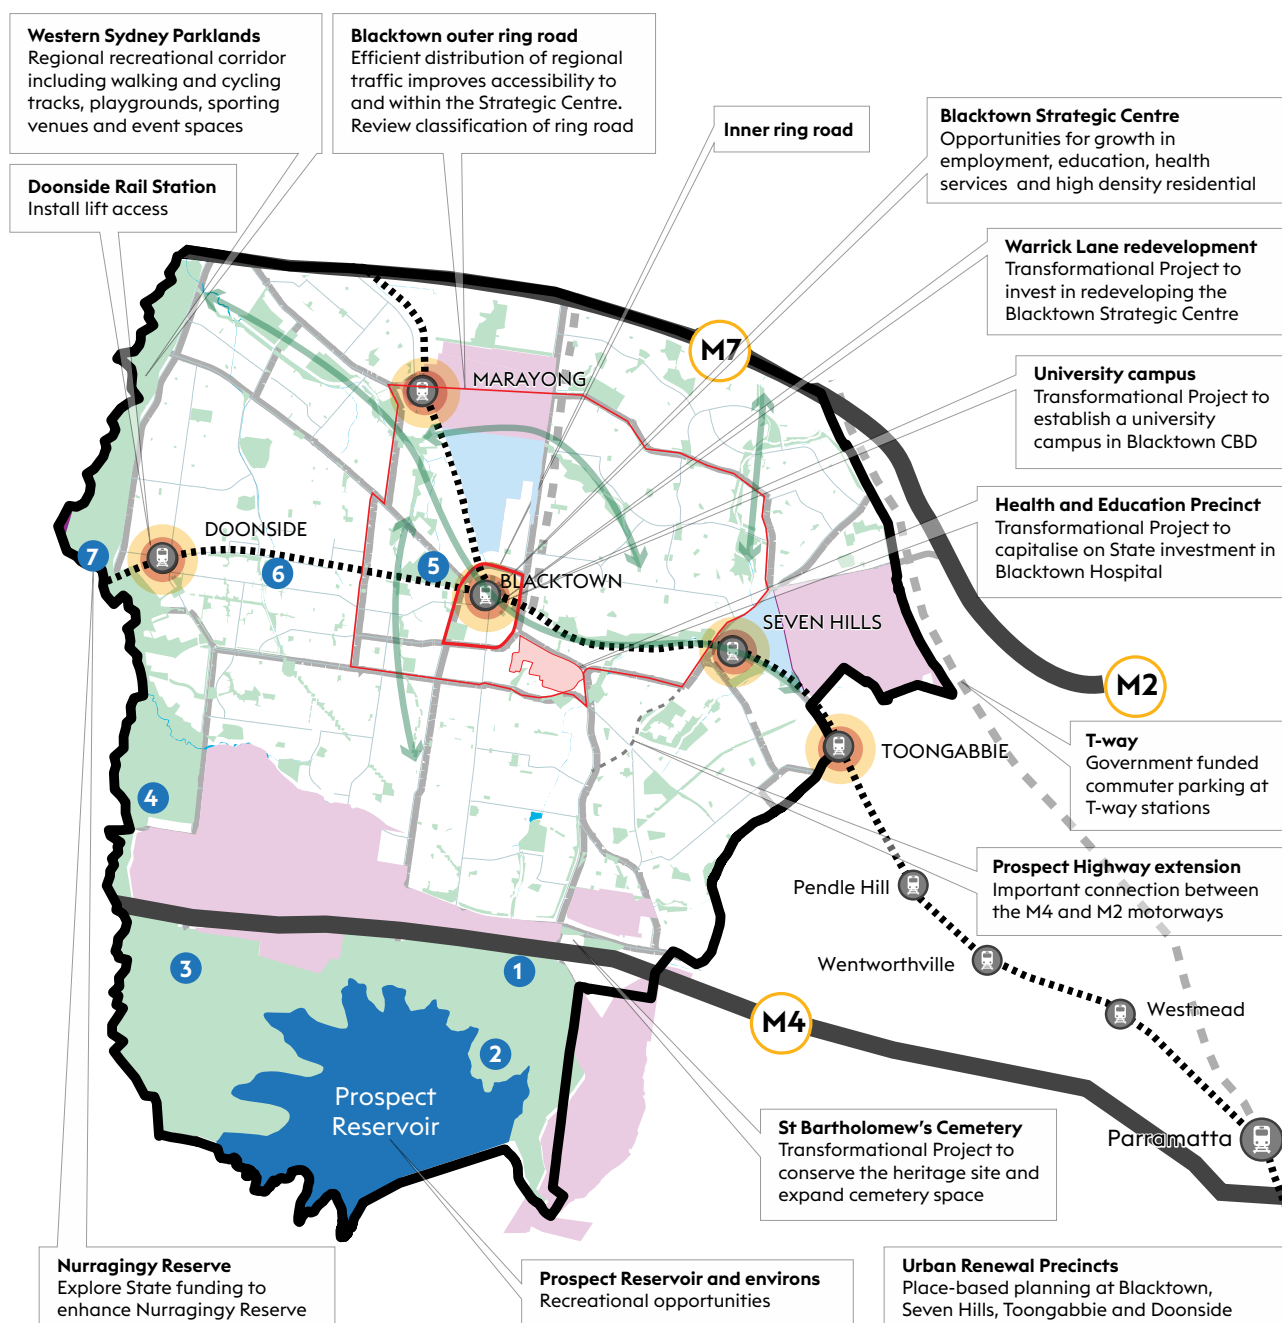 Western Sydney Parklands
Regional recreational corridor
including walking and cycling
tracks, playgrounds, sporting
venues and event spaces
Blacktown outer ring road
Efficient distribution of regional
traffic improves accessibility to
and within the Strategic Centre.
Review classification of ring road
Inner ring road
Blacktown Strategic Centre
Opportunities for growth in
employment, education, health
services and high density residential
Doonside Rail Station
Install lift access
Warrick Lane redevelopment
Transformational Project to
invest in redeveloping the
Blacktown Strategic Centre
M7
University campus
Transformational Project to
establish a university
campus in Blacktown CBD
MARAYONG
Health and Education Precinct
Transformational Project to
capitalise on State investment in
Blacktown Hospital
DOONSIDE
7
6
5
BLACKTOWN
SEVEN HILLS
M2
T-way
Government funded
commuter parking at
T-way stations
TOONGABBIE
4
Prospect Highway extension
Important connection between
the M4 and M2 motorways
Pendle Hill
Wentworthville
3
1
Westmead
M4
2
Prospect
Reservoir
Parramatta
St Bartholomew's Cemetery
Transformational Project to
conserve the heritage site and
expand cemetery space
Nurragingy Reserve
Explore State funding to
enhance Nurragingy Reserve
Prospect Reservoir and environs
Recreational opportunities
Urban Renewal Precincts
Place-based planning at Blacktown,
Seven Hills, Toongabbie and Doonside